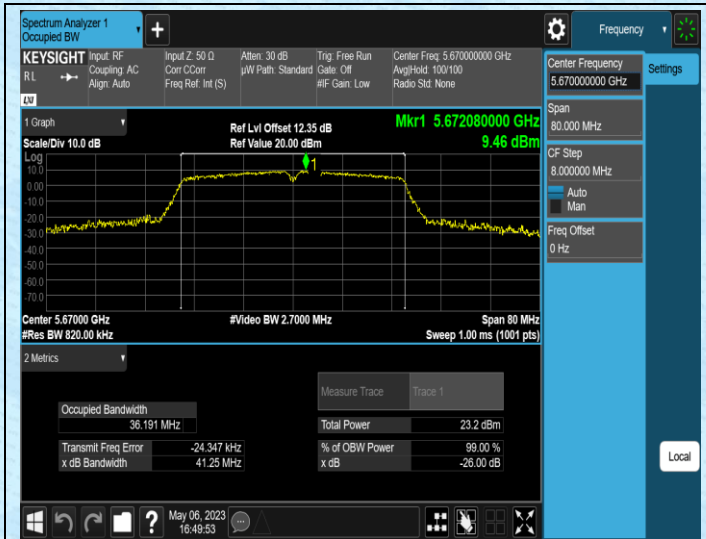 Spectrum Analyzer 1
Occupied BW
+
Frequency
KEYSIGHT
R L
LXI
Input: RF
Coupling: AC
Align: Auto
Input Z: 50 Ω
Corr CCorr
Freq Ref: Int (S)
Atten: 30 dB
µW Path: Standard
Trig: Free Run
Gate: Off
#IF Gain: Low
Center Freq: 5.670000000 GHz
Avg|Hold: 100/100
Radio Std: None
Center Frequency
5.670000000 GHz
Settings
Span
80.000 MHz
CF Step
8.000000 MHz
Auto
Man
Freq Offset
0 Hz
1 Graph
Scale/Div 10.0 dB
Ref Lvl Offset 12.35 dB
Ref Value 20.00 dBm
Mkr1 5.672080000 GHz
9.46 dBm
Log
10.0
0.00
-10.0
-20.0
-30.0
-40.0
-50.0
-60.0
-70.0
1
Center 5.67000 GHz
#Res BW 820.00 kHz
#Video BW 2.7000 MHz
Span 80 MHz
Sweep 1.00 ms (1001 pts)
2 Metrics
Measure Trace
Trace 1
Occupied Bandwidth
36.191 MHz
Total Power
23.2 dBm
Transmit Freq Error
-24.347 kHz
% of OBW Power
99.00 %
x dB Bandwidth
41.25 MHz
x dB
-26.00 dB
Local
?
May 06, 2023
16:49:53